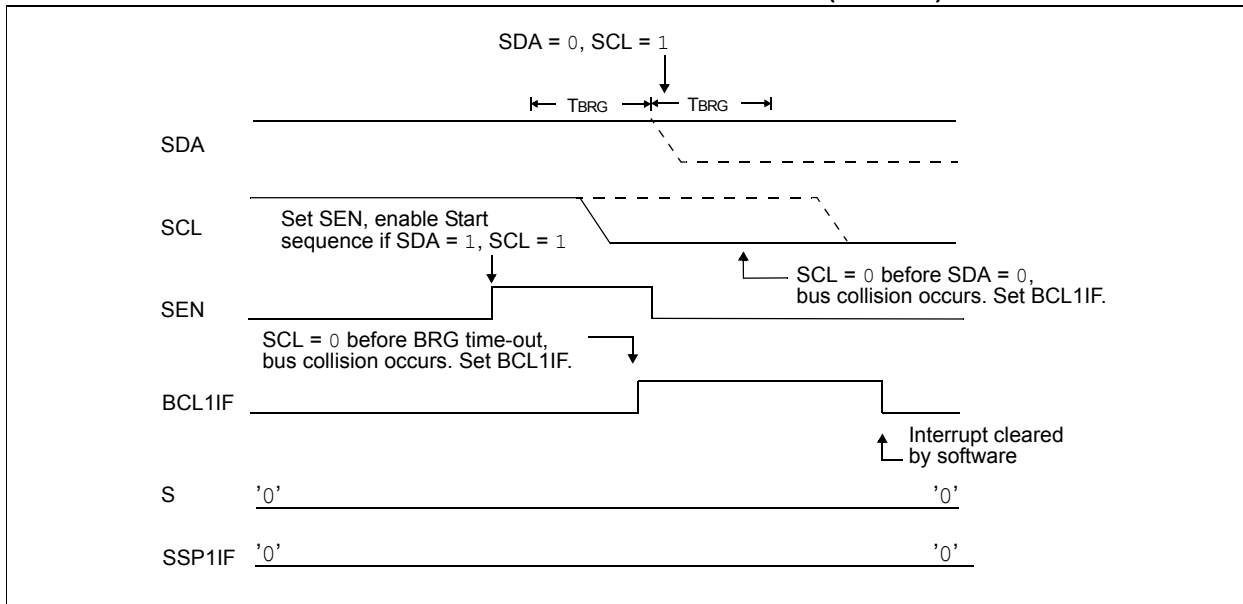 SDA = 0, SCL = 1
TBRG TBRG
SDA
SCL
Set SEN, enable Start
sequence if SDA = 1, SCL = 1
SCL = 0 before SDA = 0,
bus collision occurs. Set BCL1IF.
SEN
SCL = 0 before BRG time-out,
bus collision occurs. Set BCL1IF.
BCL1IF
Interrupt cleared
by software
S '0' '0'
SSP1IF '0' '0'